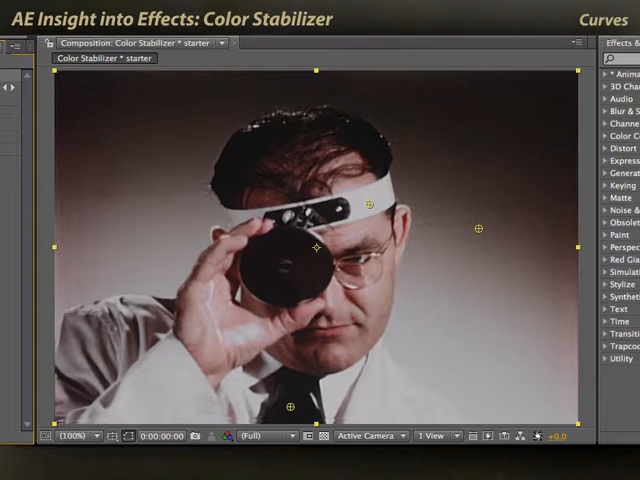 AE Insight into Effects: Color Stabilizer
Curves
Composition: Color Stabilizer * starter
Effects &
Color Stabilizer * starter
* Anima
3D Cha
Audio
Blur & S
Channe
Color C
Distort
Express
Generat
Keying
Matte
Noise &
Obsolet
Paint
Perspec
Red Gia
Simulati
Stylize
Synthet
Text
Time
Transiti
Trapcod
Utility
(100%)
0:00:00:00
(Full)
Active Camera
1 View
+0.0